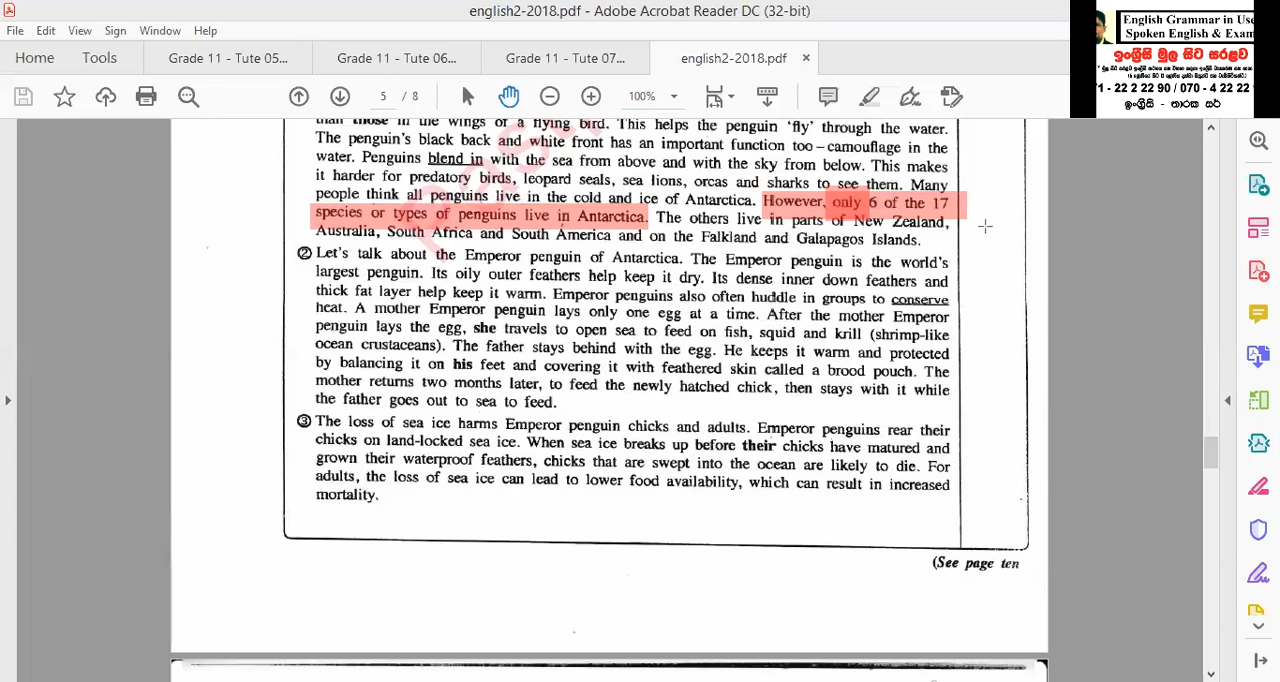 english2-2018.pdf - Adobe Acrobat Reader DC (32-bit)
File Edit View Sign Window Help
Home Tools Grade 11 - Tute 05... Grade 11 - Tute 06... Grade 11 - Tute 07... english2-2018.pdf ×
5 / 8 100%
English Grammar in Use
Spoken English & Exam
ඉංග්‍රීසි මුල සිට සරළව
71 - 2 22 22 90 / 070 - 4 22 22
ඉංග්‍රීසි - තාරක සර්
than those in the wings of a flying bird. This helps the penguin 'fly' through the water.
The penguin's black back and white front has an important function too – camouflage in the
water. Penguins blend in with the sea from above and with the sky from below. This makes
it harder for predatory birds, leopard seals, sea lions, orcas and sharks to see them. Many
people think all penguins live in the cold and ice of Antarctica. However, only 6 of the 17
species or types of penguins live in Antarctica. The others live in parts of New Zealand,
Australia, South Africa and South America and on the Falkland and Galapagos Islands.
② Let's talk about the Emperor penguin of Antarctica. The Emperor penguin is the world's
largest penguin. Its oily outer feathers help keep it dry. Its dense inner down feathers and
thick fat layer help keep it warm. Emperor penguins also often huddle in groups to conserve
heat. A mother Emperor penguin lays only one egg at a time. After the mother Emperor
penguin lays the egg, she travels to open sea to feed on fish, squid and krill (shrimp-like
ocean crustaceans). The father stays behind with the egg. He keeps it warm and protected
by balancing it on his feet and covering it with feathered skin called a brood pouch. The
mother returns two months later, to feed the newly hatched chick, then stays with it while
the father goes out to sea to feed.
③ The loss of sea ice harms Emperor penguin chicks and adults. Emperor penguins rear their
chicks on land-locked sea ice. When sea ice breaks up before their chicks have matured and
grown their waterproof feathers, chicks that are swept into the ocean are likely to die. For
adults, the loss of sea ice can lead to lower food availability, which can result in increased
mortality.
(See page ten